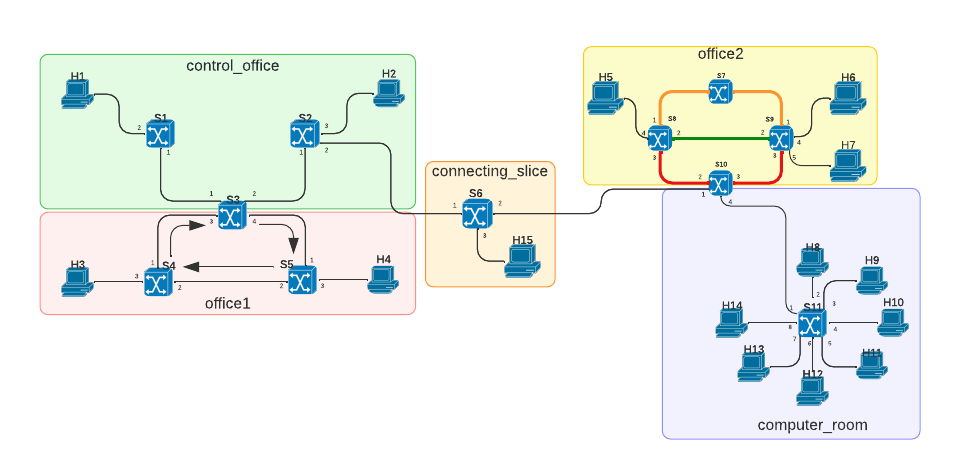 control_office
H1
H2
S1
2
1
S2
3
2
1
1
2
S3
3
4
office1
H3
3
1
S4
2
S5
1
2
3
H4
connecting_slice
S6
1
2
3
H15
office2
H5
S7
H6
1
S8
4
2
3
S9
1
2
4
3
5
H7
S10
2
3
1
4
computer_room
H8
H9
2
3
S11
1
H10
H14
8
4
7
6
5
H13
H11
H12